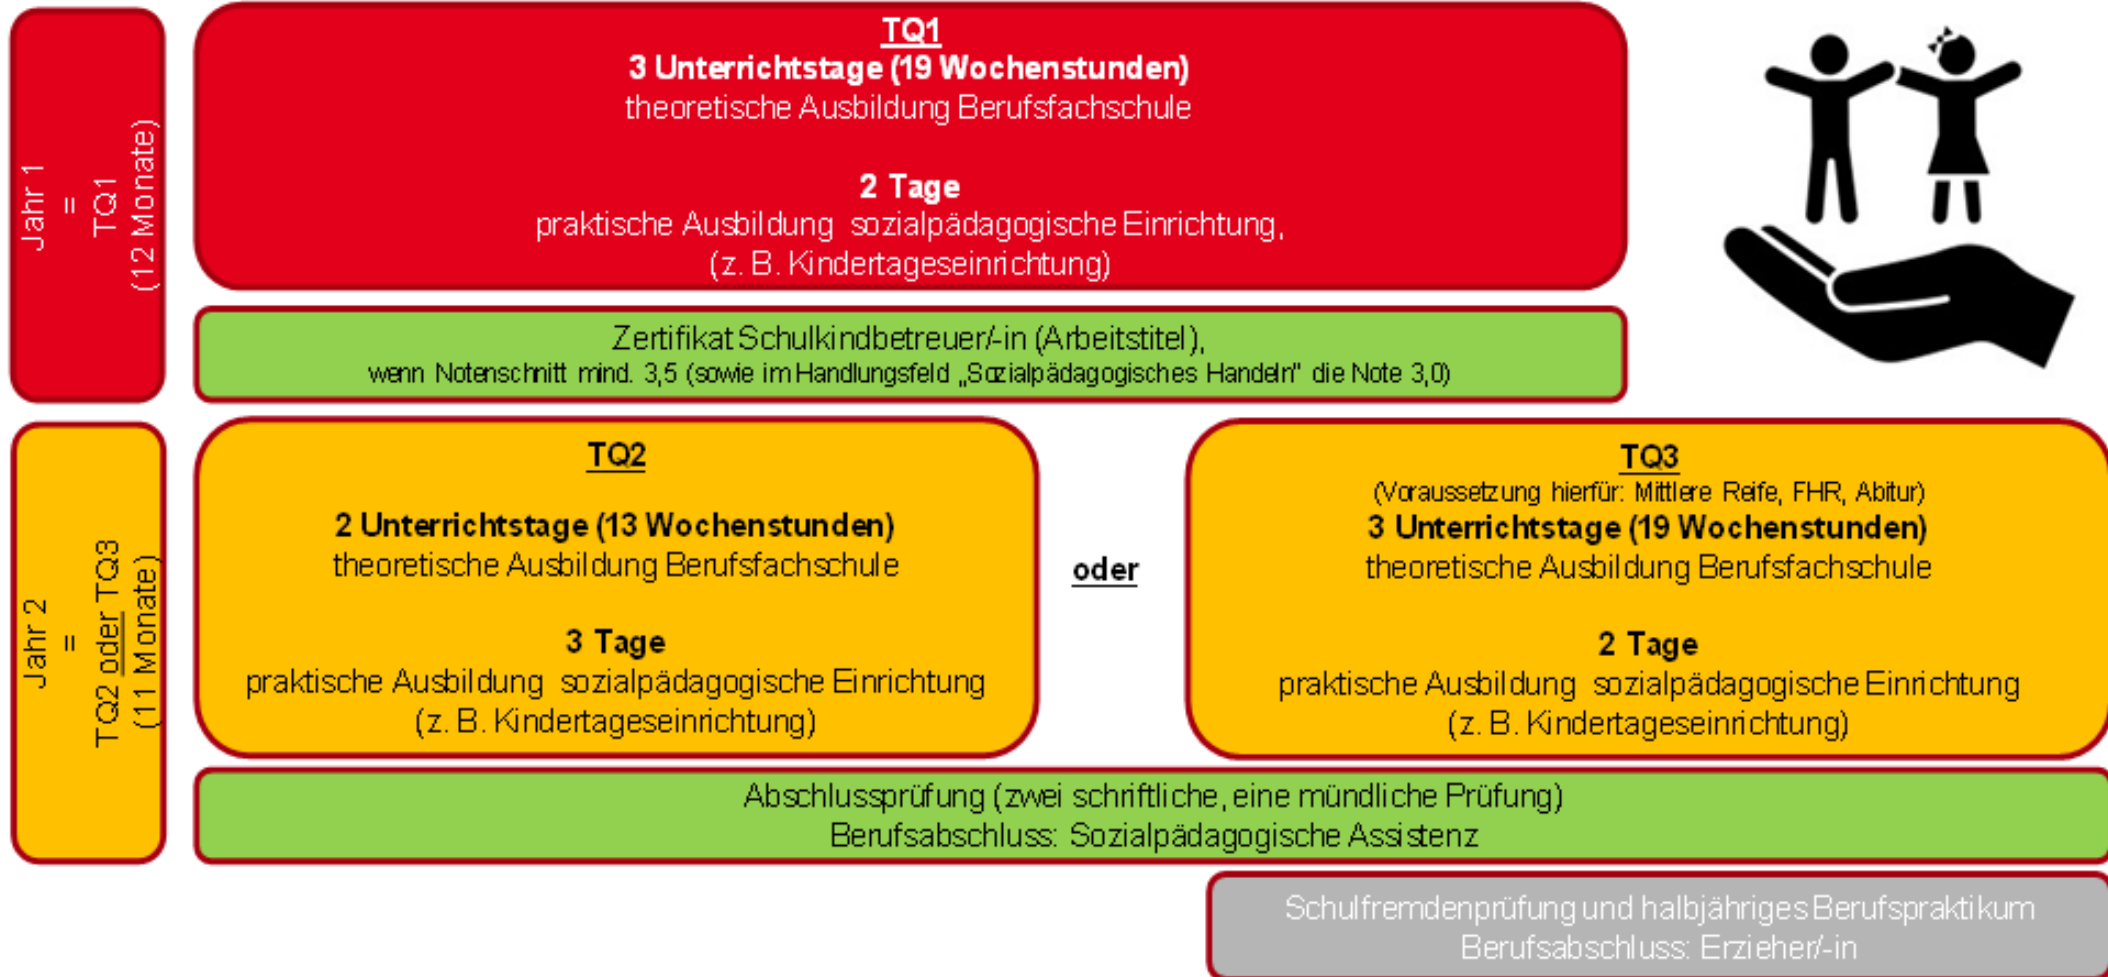 Jahr 1
=
TQ1
(12 Monate)
TQ1
3 Unterrichtstage (19 Wochenstunden)
theoretische Ausbildung Berufsfachschule
2 Tage
praktische Ausbildung sozialpädagogische Einrichtung,
(z. B. Kindertageseinrichtung)
Zertifikat Schulkindbetreuer/-in (Arbeitstitel),
wenn Notenschnitt mind. 3,5 (sowie im Handlungsfeld „Sozialpädagogisches Handeln" die Note 3,0)
Jahr 2
=
TQ2 oder TQ3
(11 Monate)
TQ2
2 Unterrichtstage (13 Wochenstunden)
theoretische Ausbildung Berufsfachschule
3 Tage
praktische Ausbildung sozialpädagogische Einrichtung
(z. B. Kindertageseinrichtung)
oder
TQ3
(Voraussetzung hierfür: Mittlere Reife, FHR, Abitur)
3 Unterrichtstage (19 Wochenstunden)
theoretische Ausbildung Berufsfachschule
2 Tage
praktische Ausbildung sozialpädagogische Einrichtung
(z. B. Kindertageseinrichtung)
Abschlussprüfung (zwei schriftliche, eine mündliche Prüfung)
Berufsabschluss: Sozialpädagogische Assistenz
Schulfremdenprüfung und halbjähriges Berufspraktikum
Berufsabschluss: Erzieher/-in